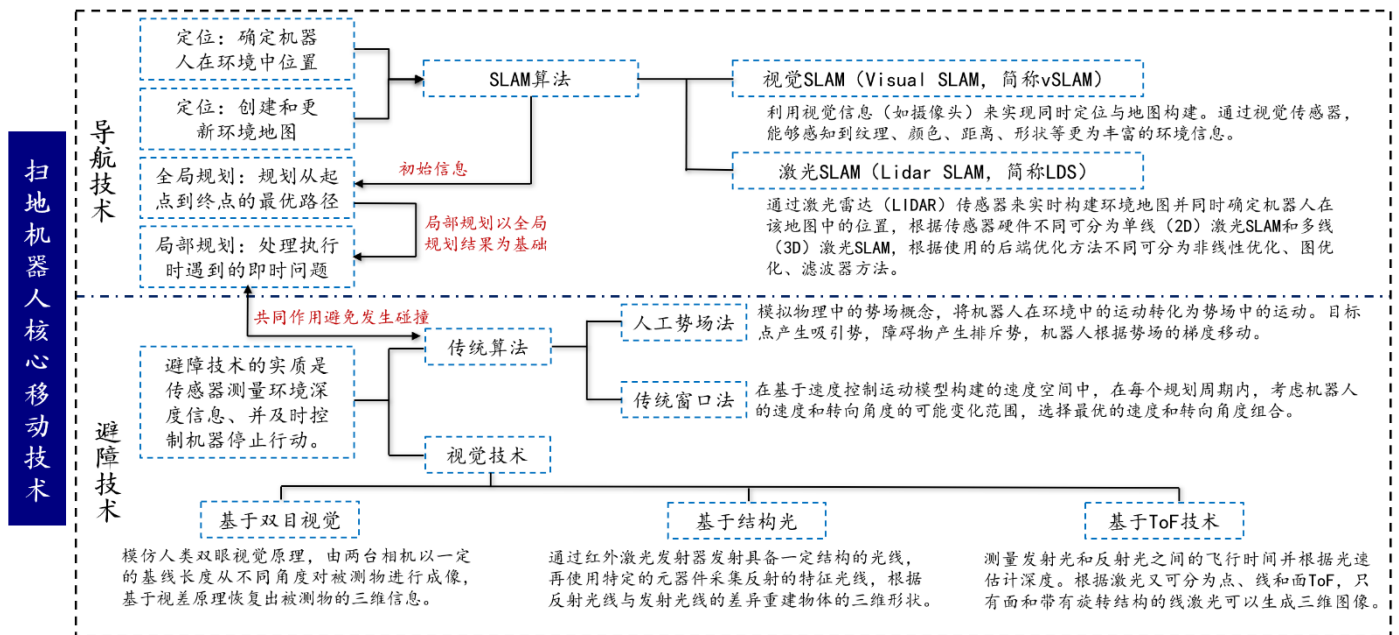 扫地机器人核心移动技术
导航技术
定位：确定机器
人在环境中位置
定位：创建和更
新环境地图
全局规划：规划从起
点到终点的最优路径
局部规划：处理执行
时遇到的即时问题
SLAM算法
初始信息
局部规划以全局
规划结果为基础
视觉SLAM（Visual SLAM，简称vSLAM）
利用视觉信息（如摄像头）来实现同时定位与地图构建。通过视觉传感器，
能够感知到纹理、颜色、距离、形状等更为丰富的环境信息。
激光SLAM（Lidar SLAM，简称LDS）
通过激光雷达（LIDAR）传感器来实时构建环境地图并同时确定机器人在
该地图中的位置，根据传感器硬件不同可分为单线（2D）激光SLAM和多线
（3D）激光SLAM，根据使用的后端优化方法不同可分为非线性优化、图优
化、滤波器方法。
避障技术
共同作用避免发生碰撞
避障技术的实质是
传感器测量环境深
度信息、并及时控
制机器停止行动。
传统算法
人工势场法
模拟物理中的势场概念，将机器人在环境中的运动转化为势场中的运动。目标
点产生吸引势，障碍物产生排斥势，机器人根据势场的梯度移动。
传统窗口法
在基于速度控制运动模型构建的速度空间中，在每个规划周期内，考虑机器人
的速度和转向角度的可能变化范围，选择最优的速度和转向角度组合。
视觉技术
基于双目视觉
模仿人类双眼视觉原理，由两台相机以一定
的基线长度从不同角度对被测物进行成像，
基于视差原理恢复出被测物的三维信息。
基于结构光
通过红外激光发射器发射具备一定结构的光线，
再使用特定的元器件采集反射的特征光线，根据
反射光线与发射光线的差异重建物体的三维形状。
基于ToF技术
测量发射光和反射光之间的飞行时间并根据光速
估计深度。根据激光又可分为点、线和面ToF，只
有面和带有旋转结构的线激光可以生成三维图像。